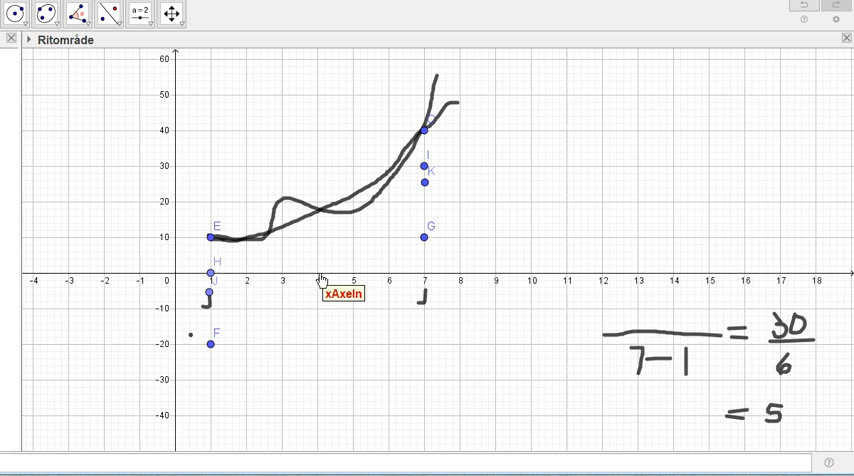 a=2
Ritområde
60
50
40
30
20
10
-4 -3 -2 -1 0 1 2 3 5 6 7 8 9 10 11 12 13 14 15 16 17 18
-10
-20
-30
-40
E
H
J
F
I
K
G
xAxeln
7-1
= 30/6
= 5